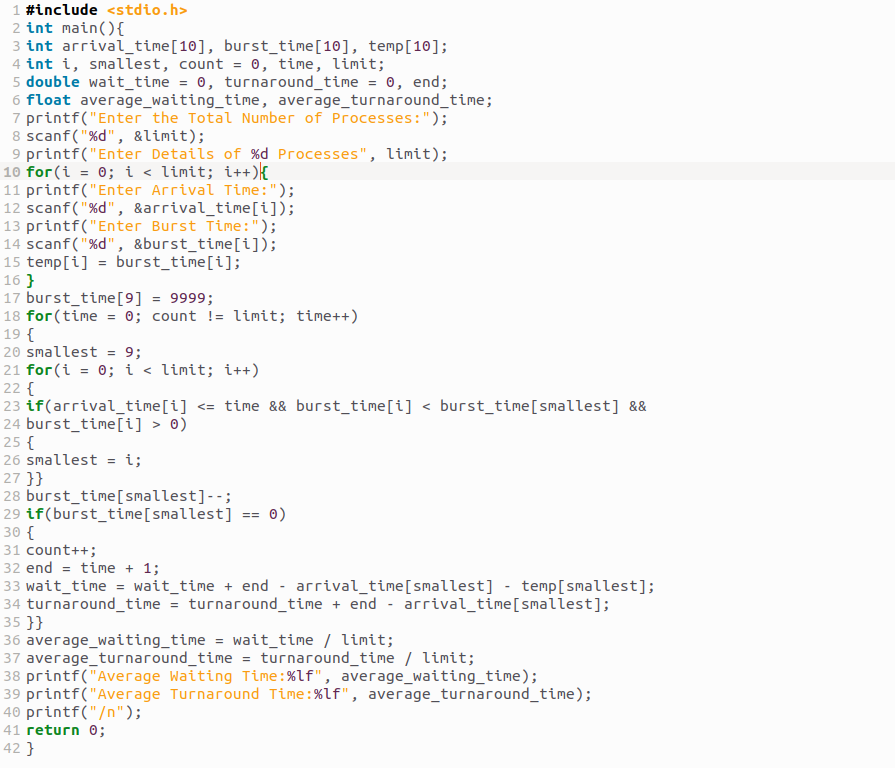 1 #include <stdio.h>
2 int main(){
3 int arrival_time[10], burst_time[10], temp[10];
4 int i, smallest, count = 0, time, limit;
5 double wait_time = 0, turnaround_time = 0, end;
6 float average_waiting_time, average_turnaround_time;
7 printf("Enter the Total Number of Processes:");
8 scanf("%d", &limit);
9 printf("Enter Details of %d Processes", limit);
10 for(i = 0; i < limit; i++){
11 printf("Enter Arrival Time:");
12 scanf("%d", &arrival_time[i]);
13 printf("Enter Burst Time:");
14 scanf("%d", &burst_time[i]);
15 temp[i] = burst_time[i];
16 }
17 burst_time[9] = 9999;
18 for(time = 0; count != limit; time++)
19 {
20 smallest = 9;
21 for(i = 0; i < limit; i++)
22 {
23 if(arrival_time[i] <= time && burst_time[i] < burst_time[smallest] &&
24 burst_time[i] > 0)
25 {
26 smallest = i;
27 }}
28 burst_time[smallest]--;
29 if(burst_time[smallest] == 0)
30 {
31 count++;
32 end = time + 1;
33 wait_time = wait_time + end - arrival_time[smallest] - temp[smallest];
34 turnaround_time = turnaround_time + end - arrival_time[smallest];
35 }}
36 average_waiting_time = wait_time / limit;
37 average_turnaround_time = turnaround_time / limit;
38 printf("Average Waiting Time:%lf", average_waiting_time);
39 printf("Average Turnaround Time:%lf", average_turnaround_time);
40 printf("/n");
41 return 0;
42 }